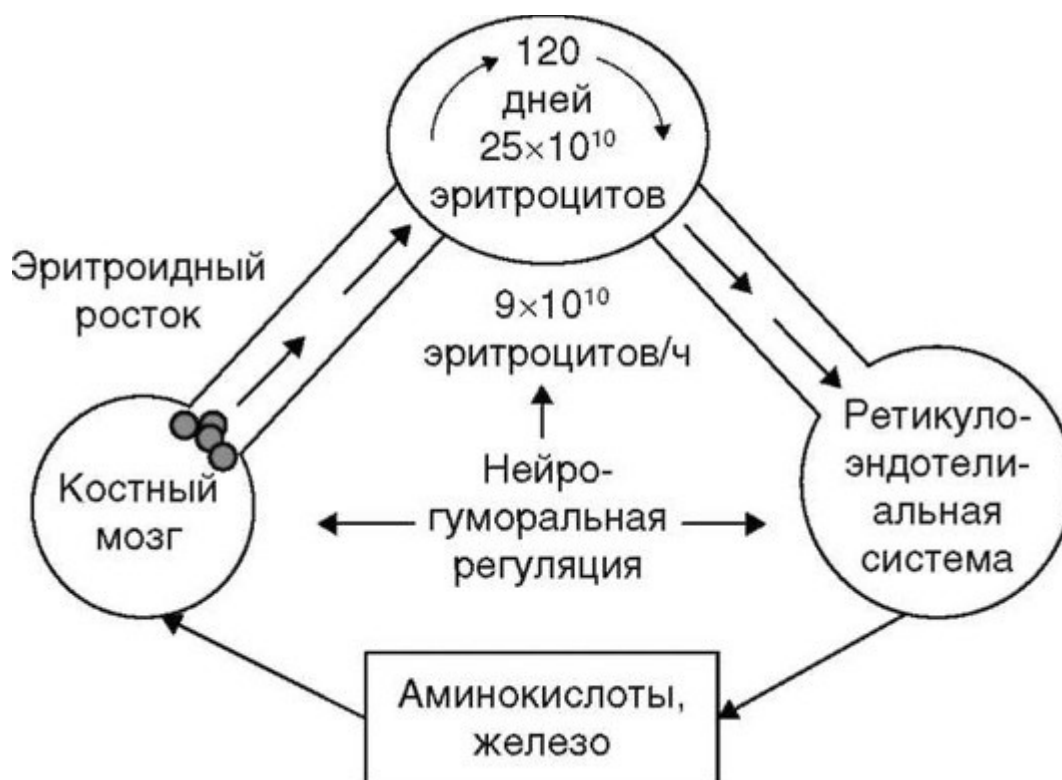 120
дней
25×10¹⁰
эритроцитов
Эритроидный
росток
9×10¹⁰
эритроцитов/ч
Костный
мозг
Нейро-
гуморальная
регуляция
Ретикуло-
эндотели-
альная
система
Аминокислоты,
железо